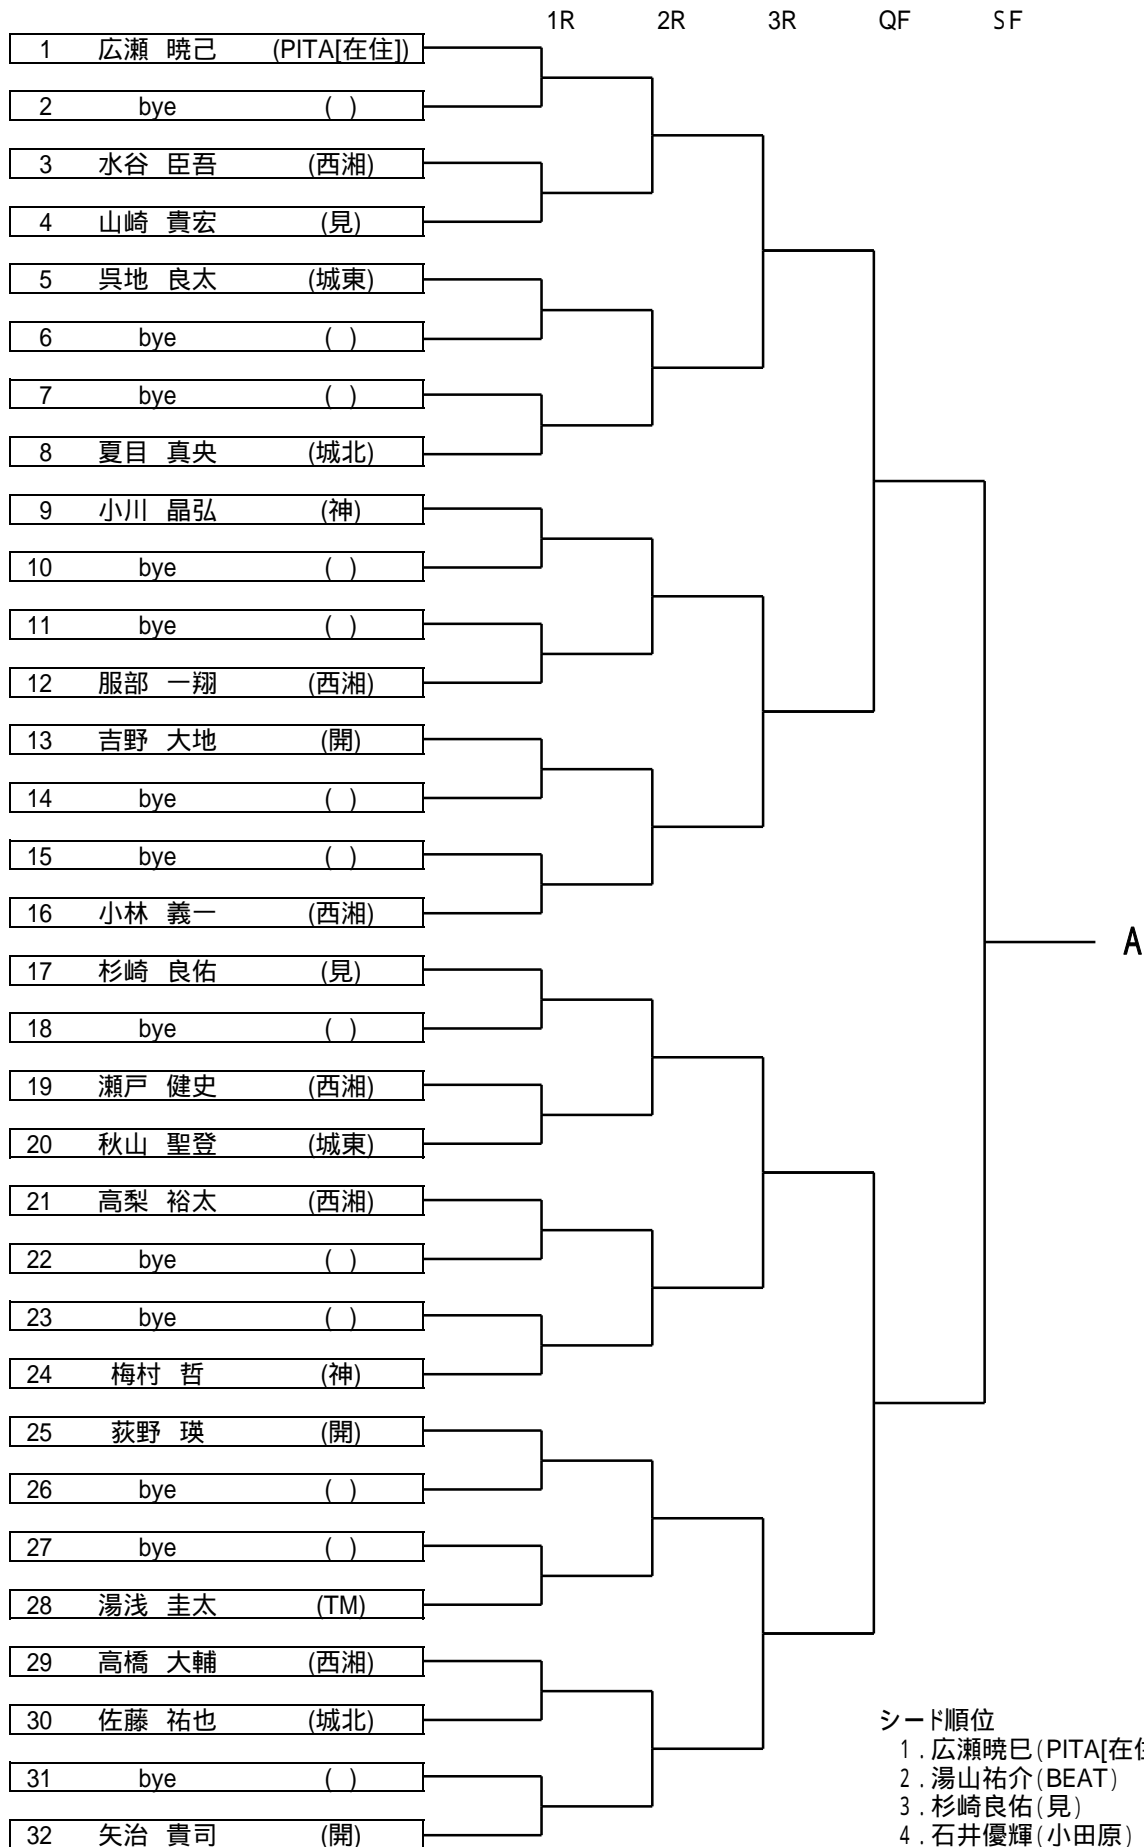 1R 2R 3R QF SF
1 広瀬 暁己 (PITA[在住])
2 bye ( )
3 水谷 臣吾 (西湘)
4 山崎 貴宏 (見)
5 呉地 良太 (城東)
6 bye ( )
7 bye ( )
8 夏目 真央 (城北)
9 小川 晶弘 (神)
10 bye ( )
11 bye ( )
12 服部 一翔 (西湘)
13 吉野 大地 (開)
14 bye ( )
15 bye ( )
16 小林 義一 (西湘)
A
17 杉崎 良佑 (見)
18 bye ( )
19 瀬戸 健史 (西湘)
20 秋山 聖登 (城東)
21 高梨 裕太 (西湘)
22 bye ( )
23 bye ( )
24 梅村 哲 (神)
25 荻野 瑛 (開)
26 bye ( )
27 bye ( )
28 湯浅 圭太 (TM)
29 高橋 大輔 (西湘)
30 佐藤 祐也 (城北)
31 bye ( )
32 矢治 貴司 (開)
シード順位
1．広瀬暁巳(PITA[在住
2．湯山祐介(BEAT)
3．杉崎良佑(見)
4．石井優輝(小田原)